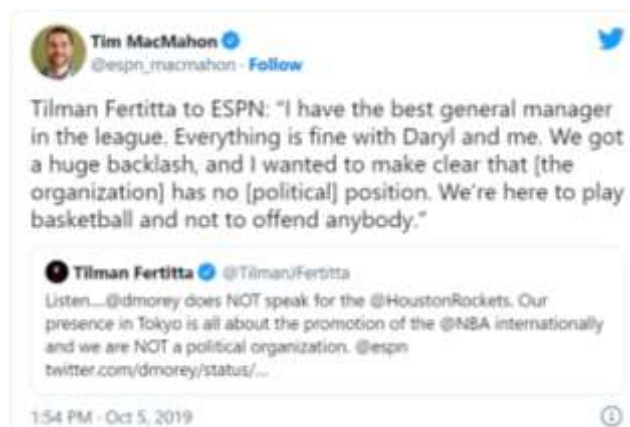 Tim MacMahon
@espn_macmahon · Follow
Tilman Fertitta to ESPN: "I have the best general manager
in the league. Everything is fine with Daryl and me. We got
a huge backlash, and I wanted to make clear that [the
organization] has no [political] position. We're here to play
basketball and not to offend anybody."
Tilman Fertitta @TilmanJFertitta
Listen....@dmorey does NOT speak for the @HoustonRockets. Our
presence in Tokyo is all about the promotion of the @NBA internationally
and we are NOT a political organization. @espn
twitter.com/dmorey/status/...
1:54 PM · Oct 5, 2019